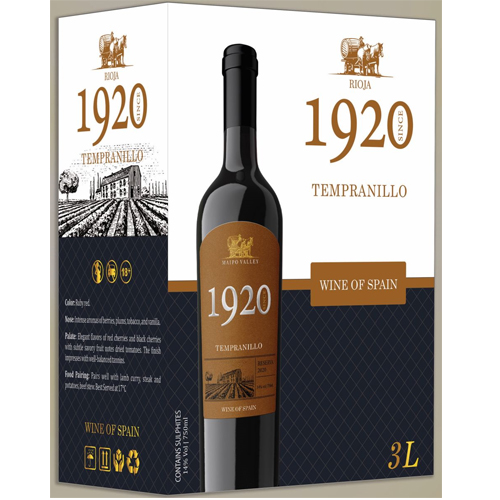 RIOJA
1920
SINCE
TEMPRANILLO
18+
Color: Ruby red.
Nose: Intense aromas of berries, plums, tobacco, and vanilla.
Palate: Elegant flavors of red cherries and black cherries
with subtle savory fruit notes dried tomatoes. The finish
impresses with well-balanced tannins.
Food Pairing: Pairs well with lamb curry, steak and
potatoes, beef stew. Best Served at 17°C
WINE OF SPAIN
CONTAINS SULPHITES
14% Vol | 750ml
MAIPO VALLEY
1920
TEMPRANILLO
WINE OF SPAIN
RIOJA
1920
SINCE
TEMPRANILLO
WINE OF SPAIN
3L